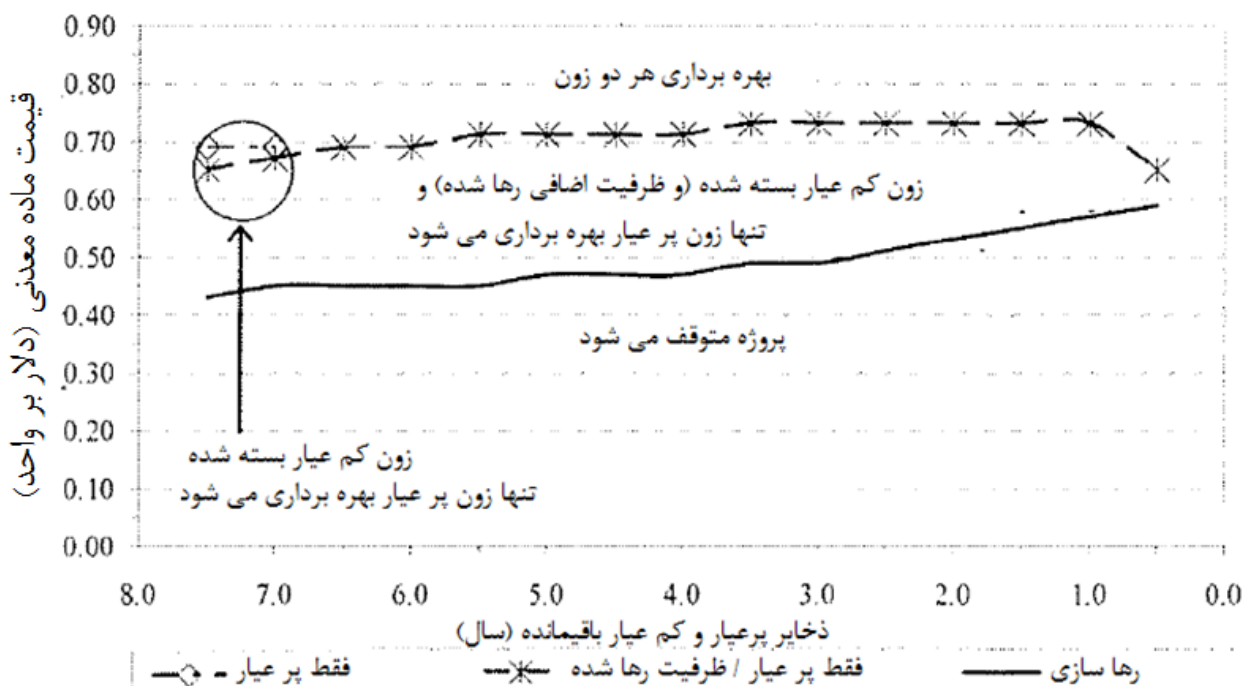 قیمت ماده معدنی (دلار بر واحد)
0.90
0.80
0.70
0.60
0.50
0.40
0.30
0.20
0.10
0.00
بهره برداری هر دو زون
زون کم عیار بسته شده (و ظرفیت اضافی رها شده) و
تنها زون پر عیار بهره برداری می شود
پروژه متوقف می شود
زون کم عیار بسته شده
تنها زون پر عیار بهره برداری می شود
8.0 7.0 6.0 5.0 4.0 3.0 2.0 1.0 0.0
ذخایر پرعیار و کم عیار باقیمانده (سال)
رها سازی
فقط پر عیار / ظرفیت رها شده
فقط پر عیار